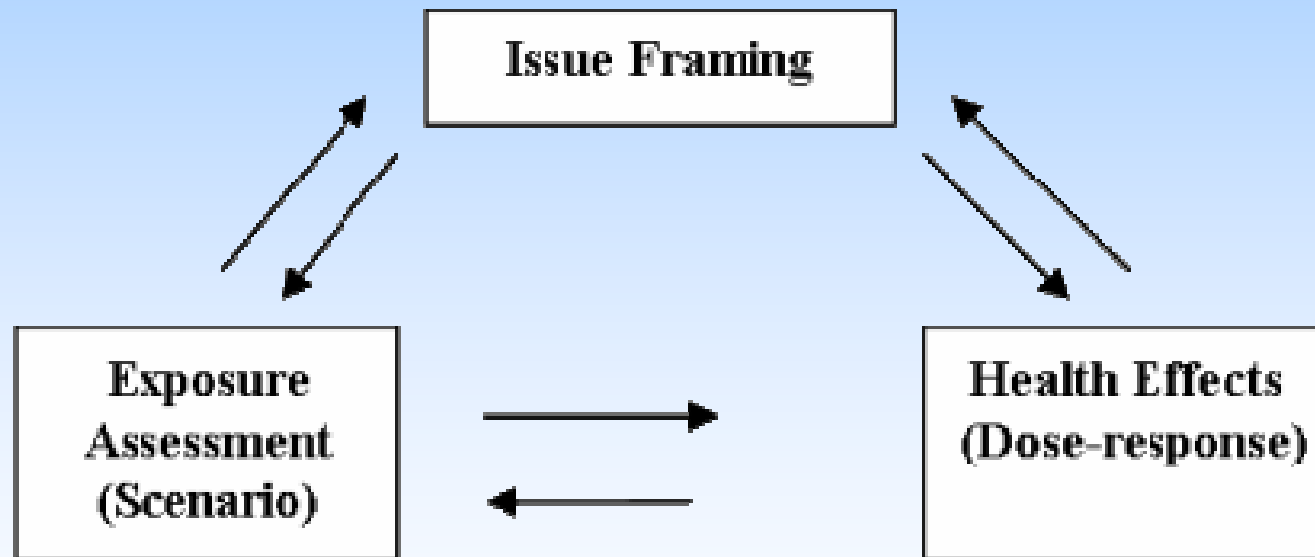 Issue Framing
Exposure
Assessment
(Scenario)
Health Effects
(Dose-response)